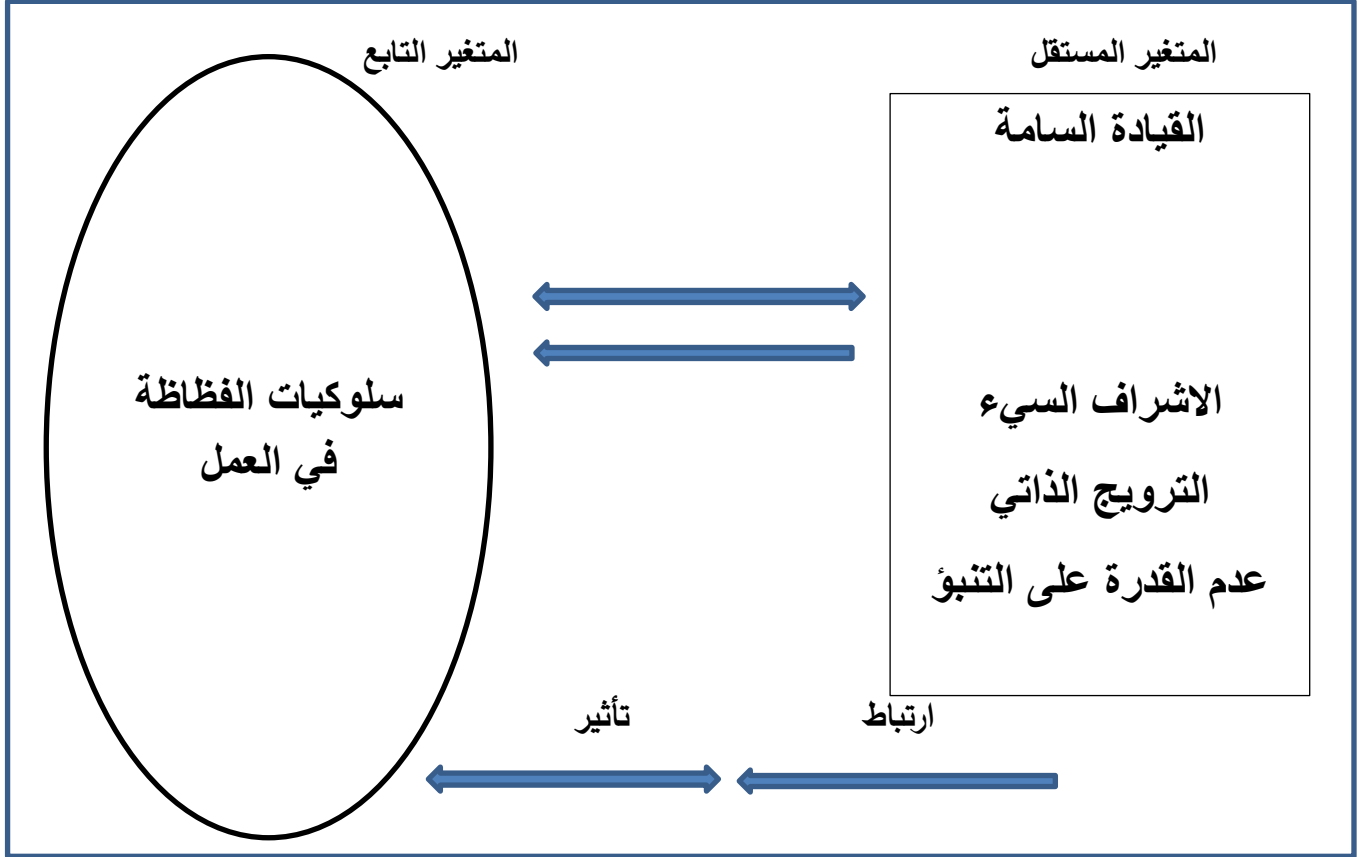 المتغير المستقل
المتغير التابع
القيادة السامة
الاشراف السيء
الترويج الذاتي
عدم القدرة على التنبؤ
سلوكيات الفظاظة
في العمل
ارتباط
تأثير